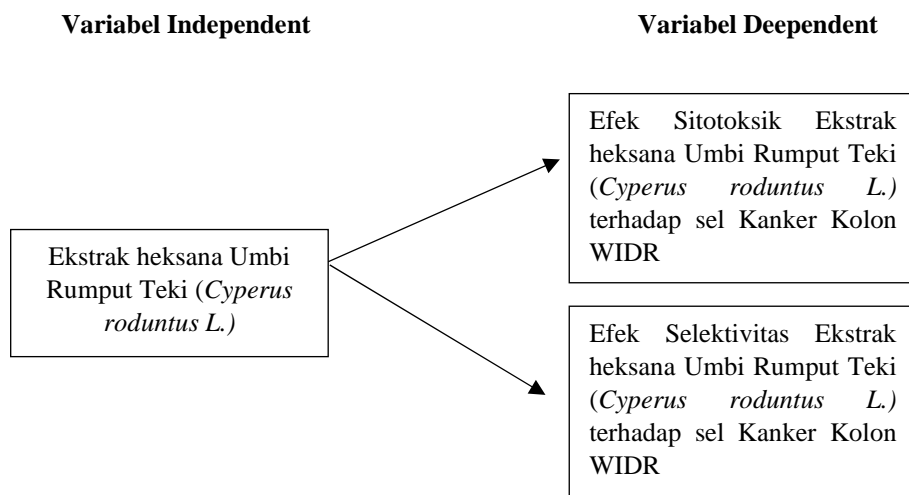 Variabel Independent
Variabel Deependent
Ekstrak heksana Umbi
Rumput Teki (Cyperus
roduntus L.)
Efek Sitotoksik Ekstrak
heksana Umbi Rumput Teki
(Cyperus roduntus L.)
terhadap sel Kanker Kolon
WIDR
Efek Selektivitas Ekstrak
heksana Umbi Rumput Teki
(Cyperus roduntus L.)
terhadap sel Kanker Kolon
WIDR